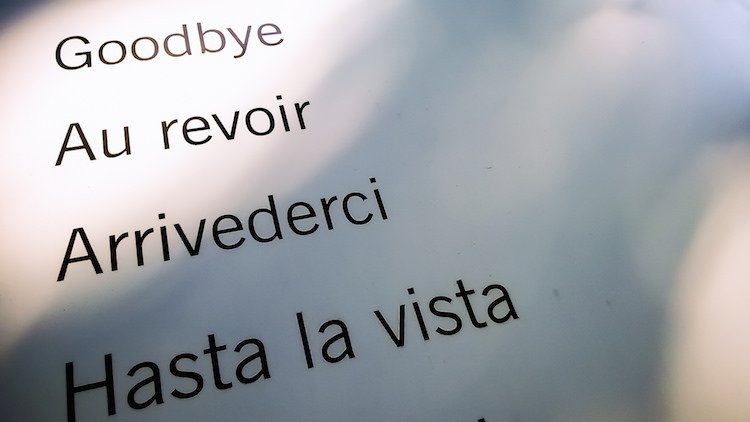 Goodbye
Au revoir
Arrivederci
Hasta la vista